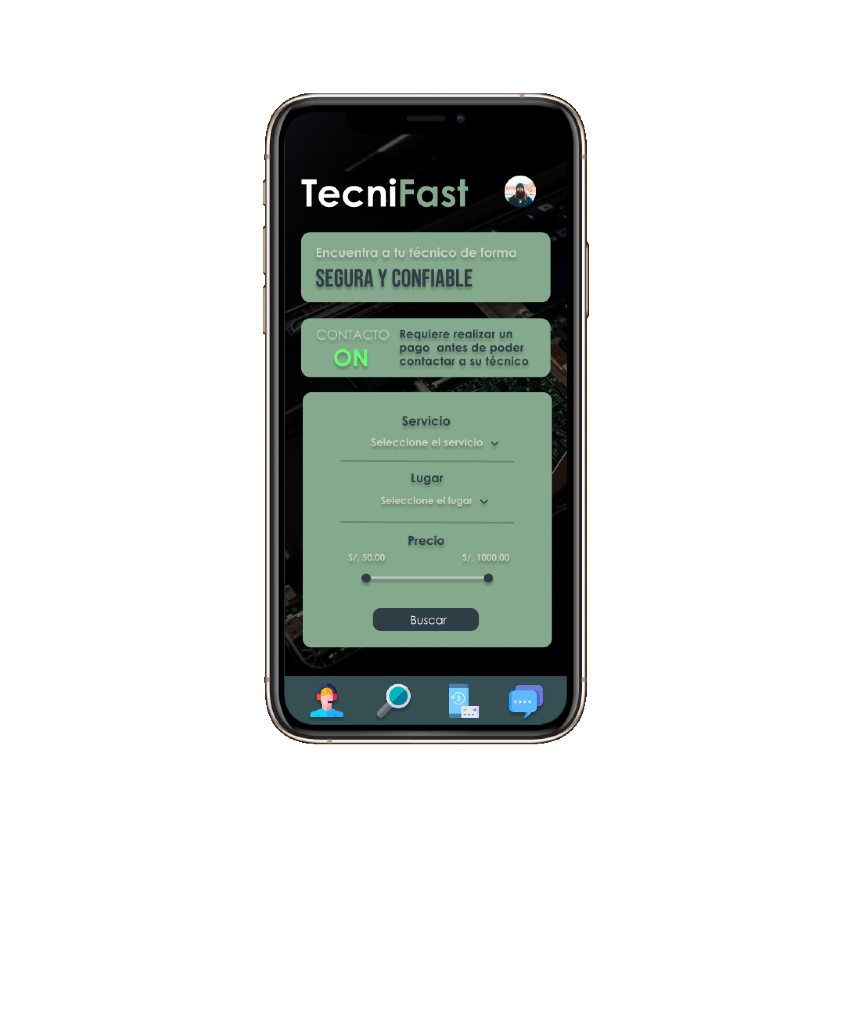 TecniFast
Encuentra a tu técnico de forma
SEGURA Y CONFIABLE
CONTACTO
ON
Requiere realizar un
pago antes de poder
contactar a su técnico
Servicio
Seleccione el servicio
Lugar
Seleccione el lugar
Precio
S/. 50.00
S/. 1000.00
Buscar